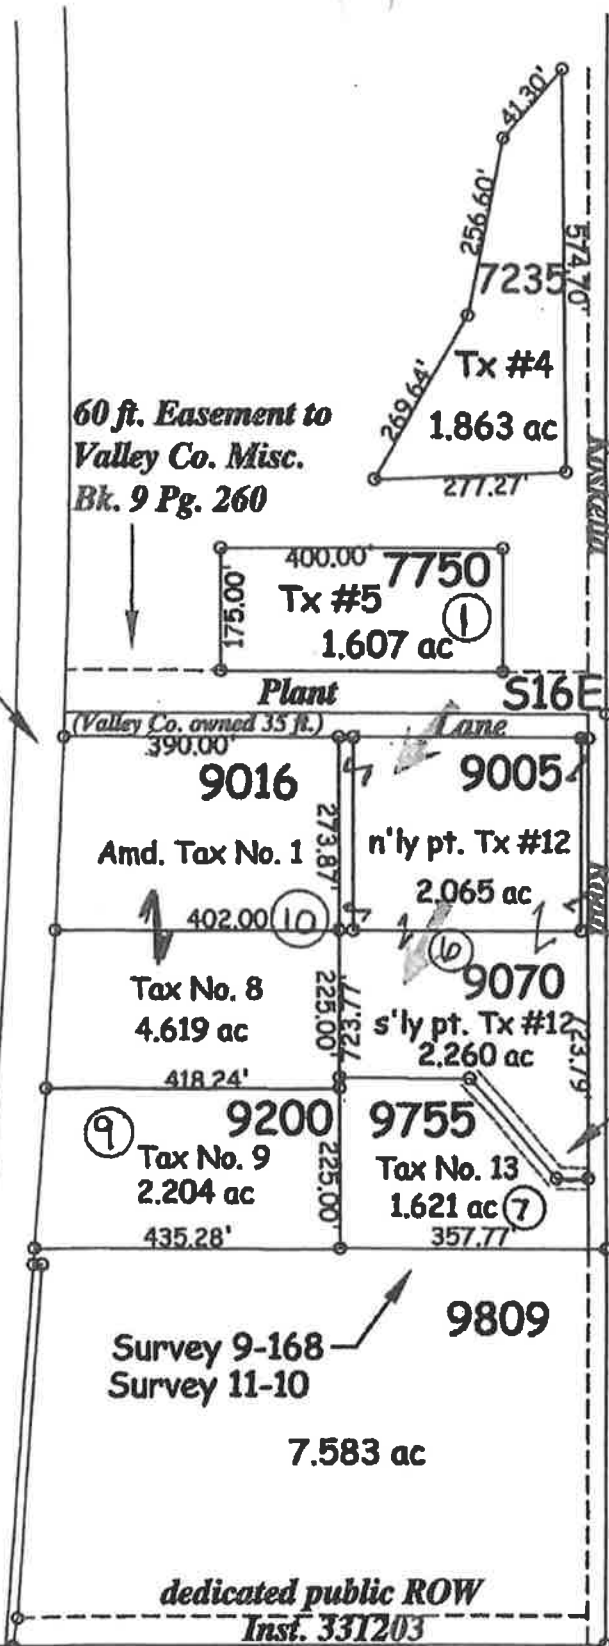 41.30'
256.60'
574.70'
7235
269.64'
Tx #4
1.863 ac
277.27'
60 ft. Easement to
Valley Co. Misc.
Bk. 9 Pg. 260
400.00'
7750
175.00'
Tx #5
1
1.607 ac
Plant
S16E
(Valley Co. owned 35 ft.)
Lane
390.00'
9016
9005
273.87'
Amd. Tax No. 1
n'ly pt. Tx #12
2.065 ac
402.00
10
6
Tax No. 8
4.619 ac
225.00'
723.77'
9070
s'ly pt. Tx #12
2.260 ac
723.79'
418.24'
9200
9755
9
Tax No. 9
2.204 ac
225.00'
Tax No. 13
1.621 ac
7
435.28'
357.77'
9809
Survey 9-168
Survey 11-10
7.583 ac
dedicated public ROW
Inst. 331203